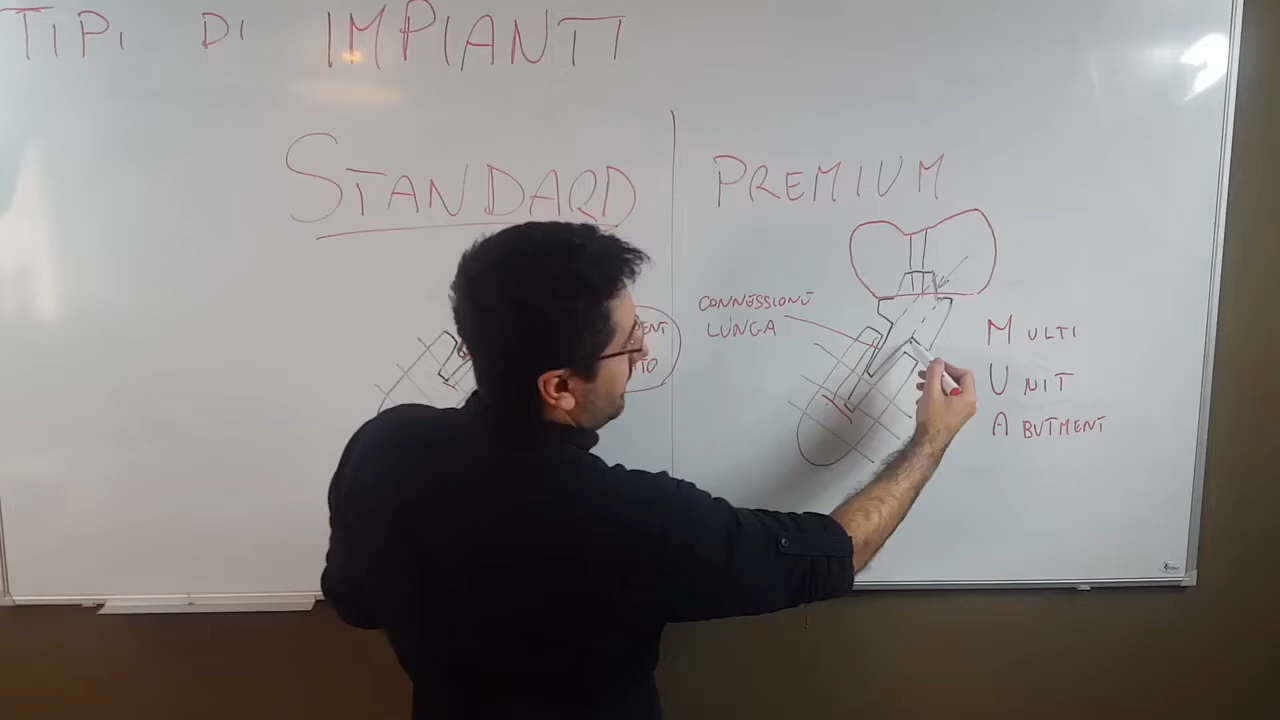 TIPI DI IMPIANTI
STANDARD
PREMIUM
CONNESSIONE
LUNGA
MULTI
UNIT
ABUTMENT